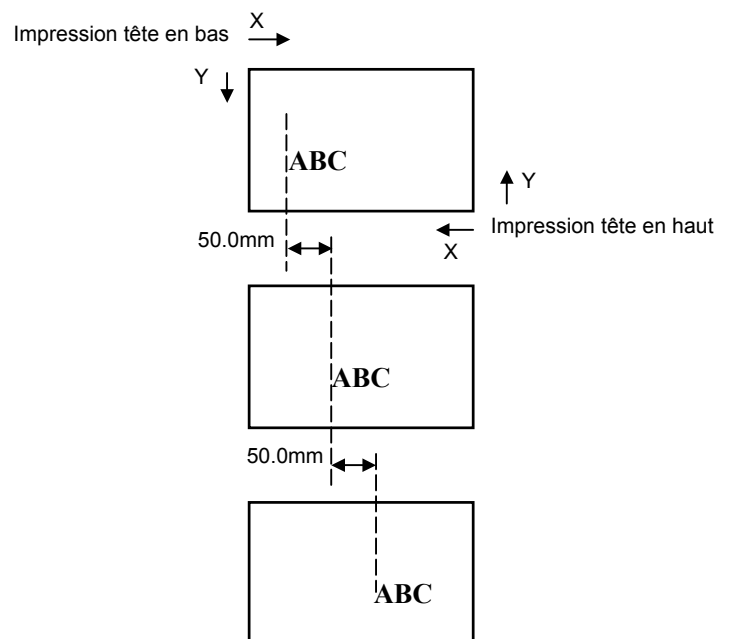 X
Impression tête en bas
Y
ABC
Y
Impression tête en haut
X
50.0mm
ABC
50.0mm
ABC